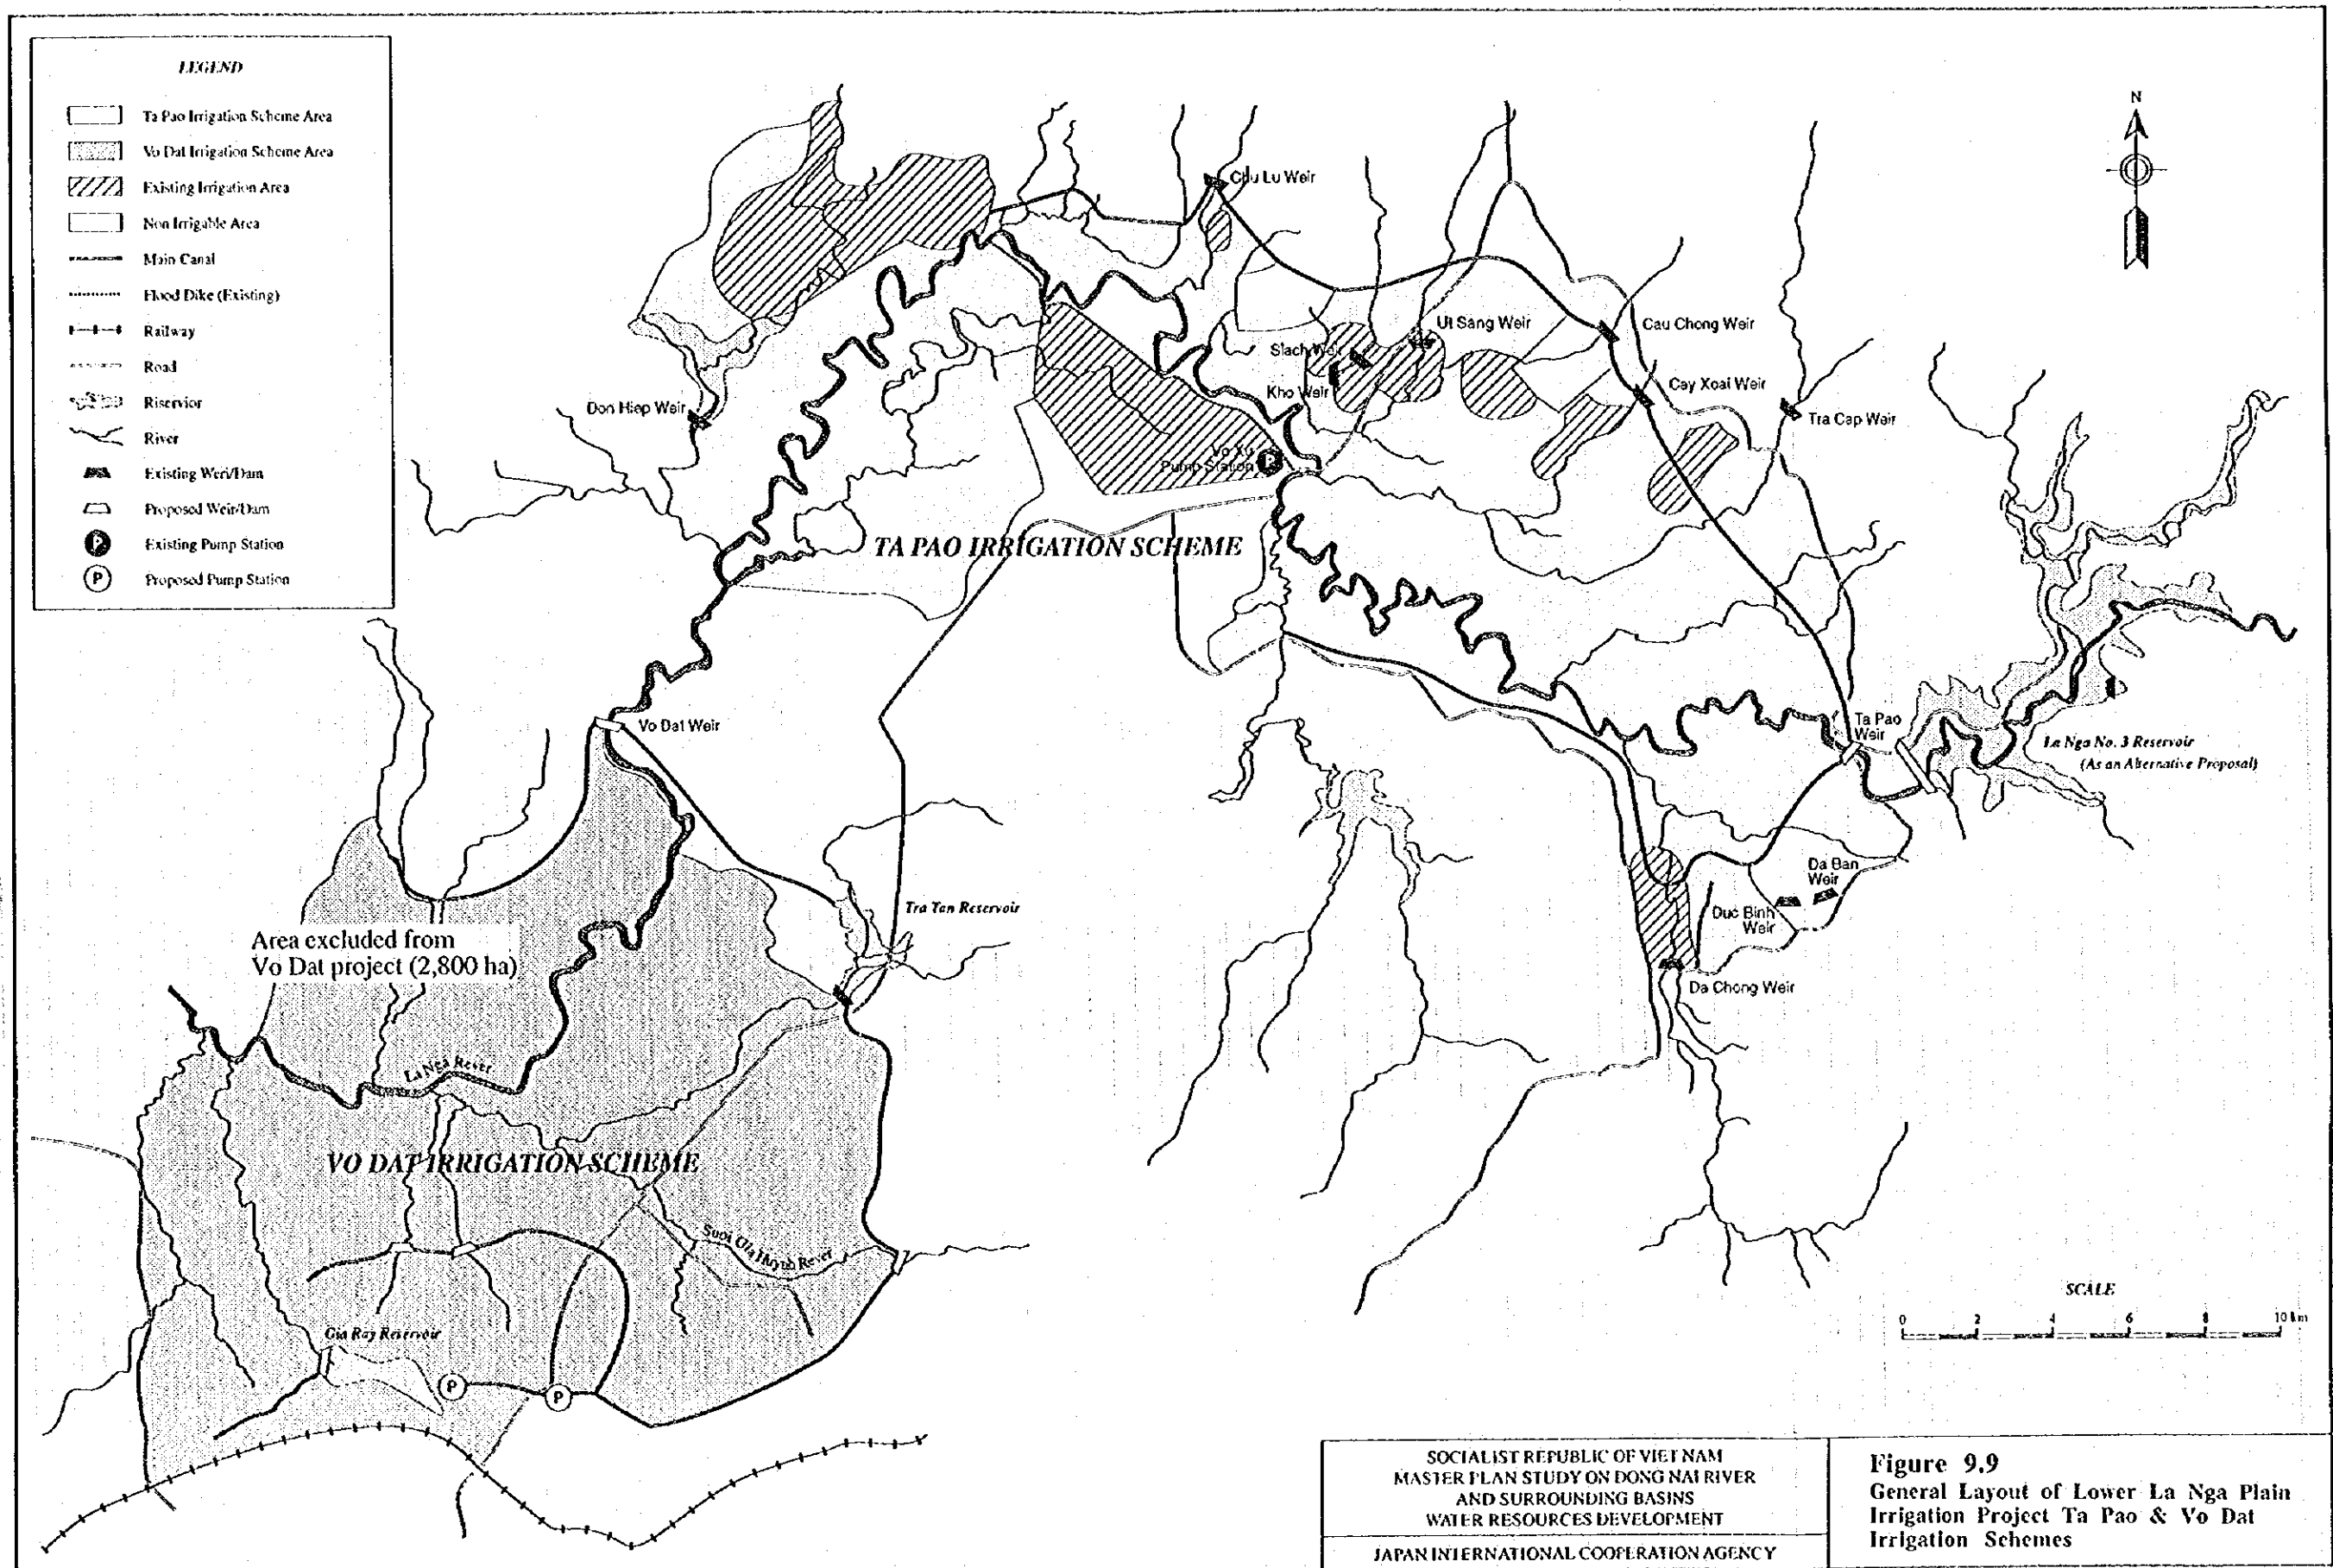 LEGEND
Ta Pao Irrigation Scheme Area
Vo Dat Irrigation Scheme Area
Existing Irrigation Area
Non Irrigable Area
Main Canal
Flood Dike (Existing)
Railway
Road
Riservior
River
Existing Weri/Dam
Proposed Weir/Dam
P Existing Pump Station
P Proposed Pump Station
N
Chu Lu Weir
Ut Sang Weir
Cau Chong Weir
Slach Weir
Kho Weir
Cay Xoai Weir
Tra Cap Weir
Don Hiep Weir
Vo Xu
Pump Station
P
TA PAO IRRIGATION SCHEME
Vo Dat Weir
Ta Pao
Weir
La Nga No. 3 Reservoir
(As an Alternative Proposal)
Da Ban
Weir
Duc Binh
Weir
Da Chong Weir
Tra Tan Reservoir
Area excluded from
Vo Dat project (2,800 ha)
La Nga Rever
VO DAT IRRIGATION SCHEME
Suoi Gia Huynh Rever
Gia Ray Reservoir
P
P
SCALE
0 2 4 6 8 10 km
SOCIALIST REPUBLIC OF VIET NAM
MASTER PLAN STUDY ON DONG NAI RIVER
AND SURROUNDING BASINS
WATER RESOURCES DEVELOPMENT
JAPAN INTERNATIONAL COOPERATION AGENCY
Figure 9.9
General Layout of Lower La Nga Plain
Irrigation Project Ta Pao & Vo Dat
Irrigation Schemes